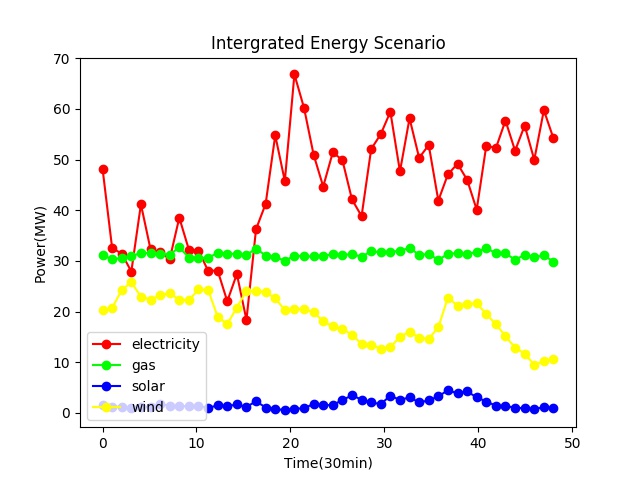 Intergrated Energy Scenario
Power(MW)
70
60
50
40
30
20
10
0
electricity
gas
solar
wind
0 10 20 30 40 50
Time(30min)